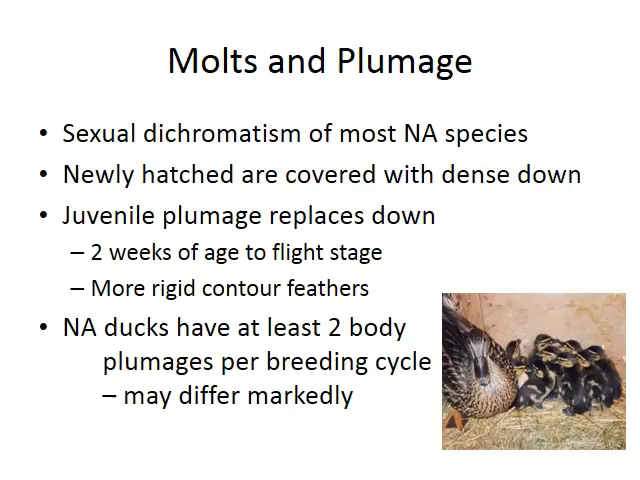 Molts and Plumage
• Sexual dichromatism of most NA species
• Newly hatched are covered with dense down
• Juvenile plumage replaces down
– 2 weeks of age to flight stage
– More rigid contour feathers
• NA ducks have at least 2 body
plumages per breeding cycle
– may differ markedly